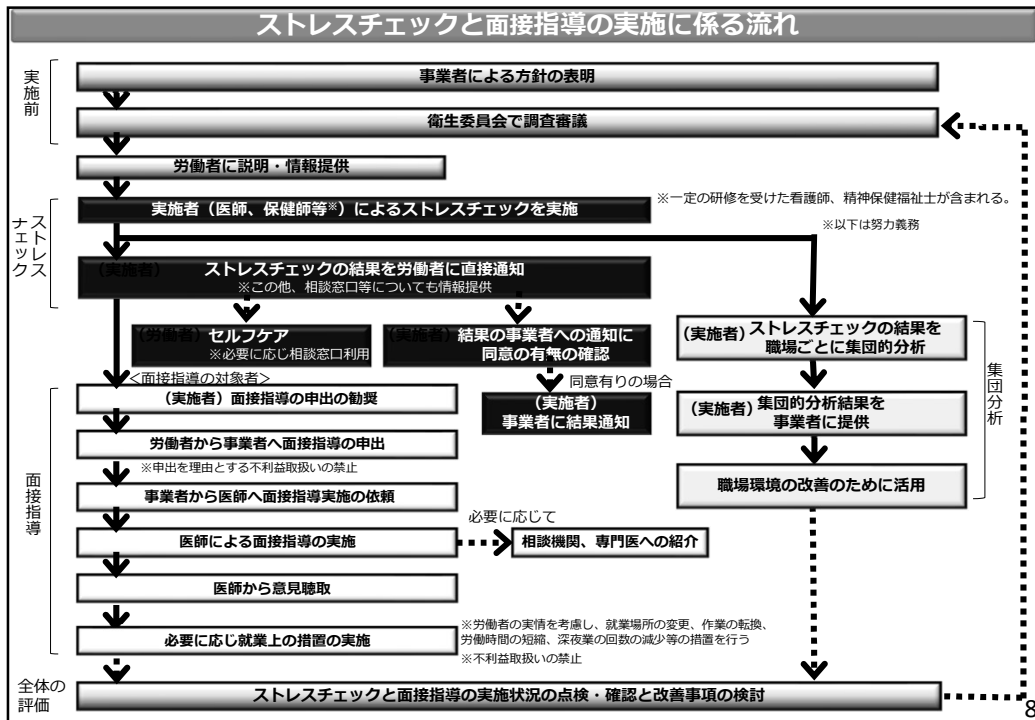 ストレスチェックと面接指導の実施に係る流れ
実施前
事業者による方針の表明
衛生委員会で調査審議
労働者に説明・情報提供
ストレスチェック
実施者（医師、保健師等※）によるストレスチェックを実施
※一定の研修を受けた看護師、精神保健福祉士が含まれる。
※以下は努力義務
（実施者）ストレスチェックの結果を労働者に直接通知
※この他、相談窓口等についても情報提供
（労働者）セルフケア
※必要に応じ相談窓口利用
（実施者）結果の事業者への通知に
同意の有無の確認
（実施者）ストレスチェックの結果を
職場ごとに集団的分析
集団分析
＜面接指導の対象者＞
同意有りの場合
（実施者）面接指導の申出の勧奨
（実施者）
事業者に結果通知
（実施者）集団的分析結果を
事業者に提供
面接指導
労働者から事業者へ面接指導の申出
※申出を理由とする不利益取扱いの禁止
事業者から医師へ面接指導実施の依頼
職場環境の改善のために活用
必要に応じて
医師による面接指導の実施
相談機関、専門医への紹介
医師から意見聴取
必要に応じ就業上の措置の実施
※労働者の実情を考慮し、就業場所の変更、作業の転換、
労働時間の短縮、深夜業の回数の減少等の措置を行う
※不利益取扱いの禁止
全体の
評価
ストレスチェックと面接指導の実施状況の点検・確認と改善事項の検討
8